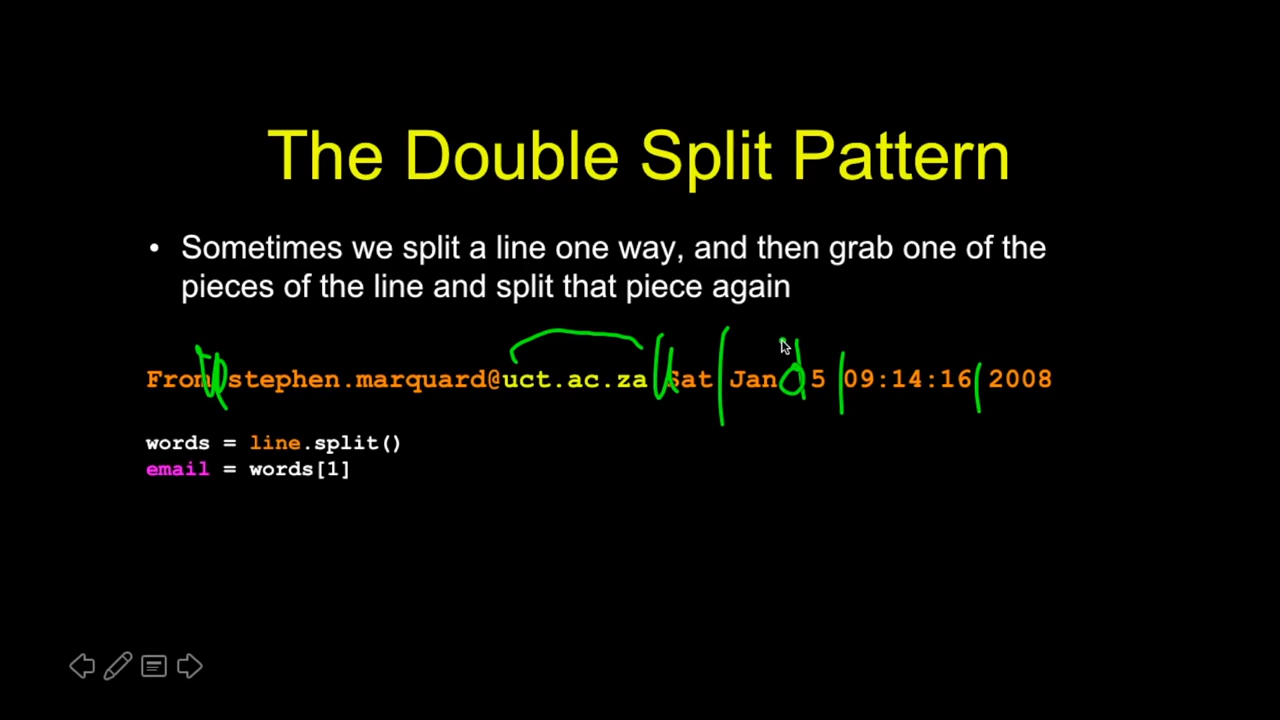 The Double Split Pattern
• Sometimes we split a line one way, and then grab one of the
pieces of the line and split that piece again
From stephen.marquard@uct.ac.za Sat Jan 5 09:14:16 2008
words = line.split()
email = words[1]